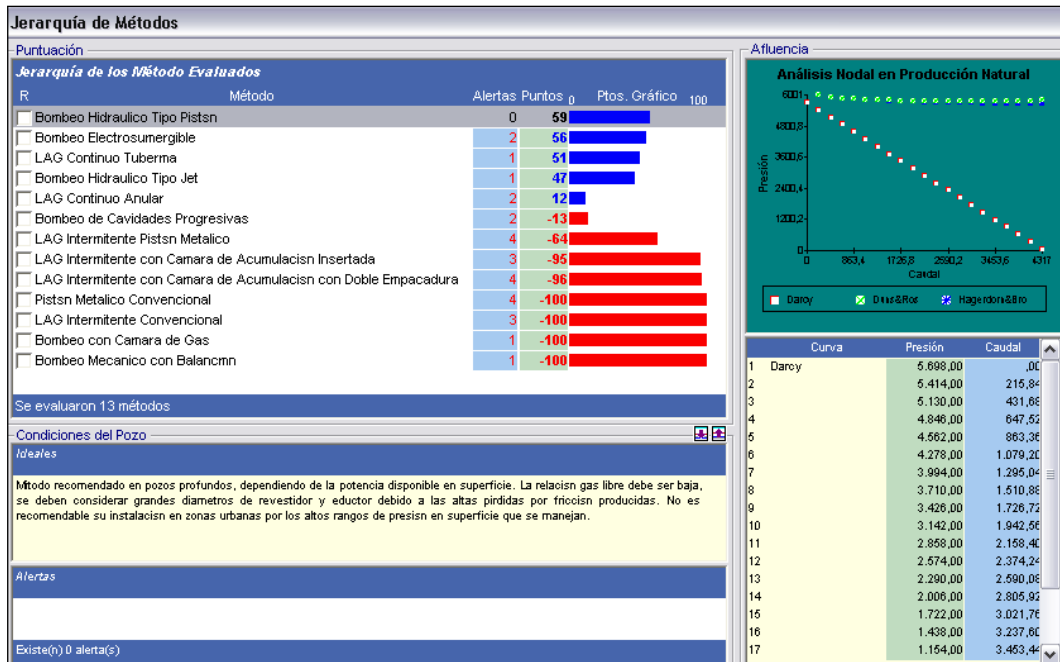 Jerarquía de Métodos
Puntuación
Jerarquía de los Método Evaluados
R Método Alertas Puntos 0 Ptos. Gráfico 100
Bombeo Hidraulico Tipo Pistsn 0 59
Bombeo Electrosumergible 2 56
LAG Continuo Tuberma 1 51
Bombeo Hidraulico Tipo Jet 1 47
LAG Continuo Anular 2 12
Bombeo de Cavidades Progresivas 2 -13
LAG Intermitente Pistsn Metalico 4 -64
LAG Intermitente con Camara de Acumulacisn Insertada 3 -95
LAG Intermitente con Camara de Acumulacisn con Doble Empacadura 4 -96
Pistsn Metalico Convencional 4 -100
LAG Intermitente Convencional 3 -100
Bombeo con Camara de Gas 1 -100
Bombeo Mecanico con Balancmn 1 -100
Se evaluaron 13 métodos
Condiciones del Pozo
Ideales
Mitodo recomendado en pozos profundos, dependiendo de la potencia disponible en superficie. La relacisn gas libre debe ser baja,
se deben considerar grandes diametros de revestidor y eductor debido a las altas pirdidas por friccisn producidas. No es
recomendable su instalacisn en zonas urbanas por los altos rangos de presisn en superficie que se manejan.
Alertas
Existe(n) 0 alerta(s)
Afluencia
Análisis Nodal en Producción Natural
Presión
6001
4800,8
3600,6
2400,4
1200,2
0
0 863,4 1726,8 2590,2 3453,6 4317
Caudal
Darcy Duns&Ros Hagerdorn&Bro
Curva Presión Caudal
1 Darcy 5.698,00 ,00
2 5.414,00 215,84
3 5.130,00 431,68
4 4.846,00 647,52
5 4.562,00 863,36
6 4.278,00 1.079,20
7 3.994,00 1.295,04
8 3.710,00 1.510,88
9 3.426,00 1.726,72
10 3.142,00 1.942,56
11 2.858,00 2.158,40
12 2.574,00 2.374,24
13 2.290,00 2.590,08
14 2.006,00 2.805,92
15 1.722,00 3.021,76
16 1.438,00 3.237,60
17 1.154,00 3.453,44